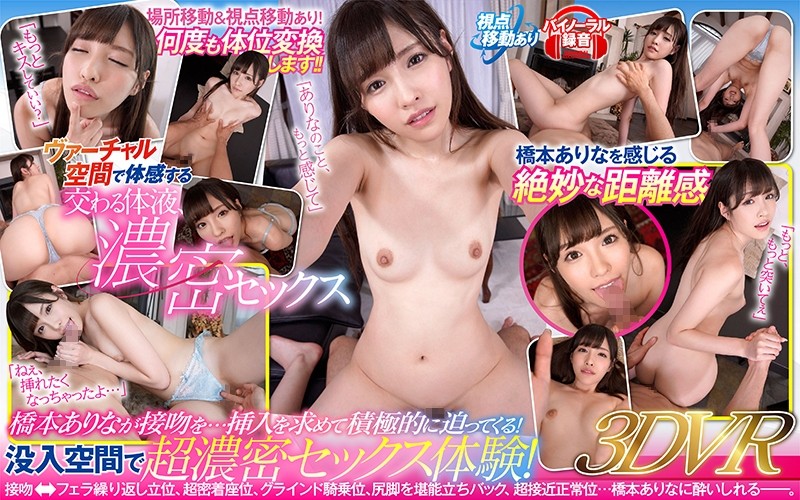 場所移動&視点移動あり!
何度も体位変換
します!!
「もっと
キスしていい?」
「ありなのこと、
もっと感じて」
視点
移動あり
バイノーラル
録音
ヴァーチャル
空間で体感する
交わる体液、
濃密セックス
橋本ありなを感じる
絶妙な距離感
「もっと、
もっと突いてぇ」
「ねぇ、挿れたく
なっちゃったよ…」
橋本ありなが接吻を…挿入を求めて積極的に迫ってくる!
没入空間で超濃密セックス体験!
3DVR
接吻⟷フェラ繰り返し立位、超密着座位、グラインド騎乗位、尻脚を堪能立ちバック、超接近正常位…橋本ありなに酔いしれる――。